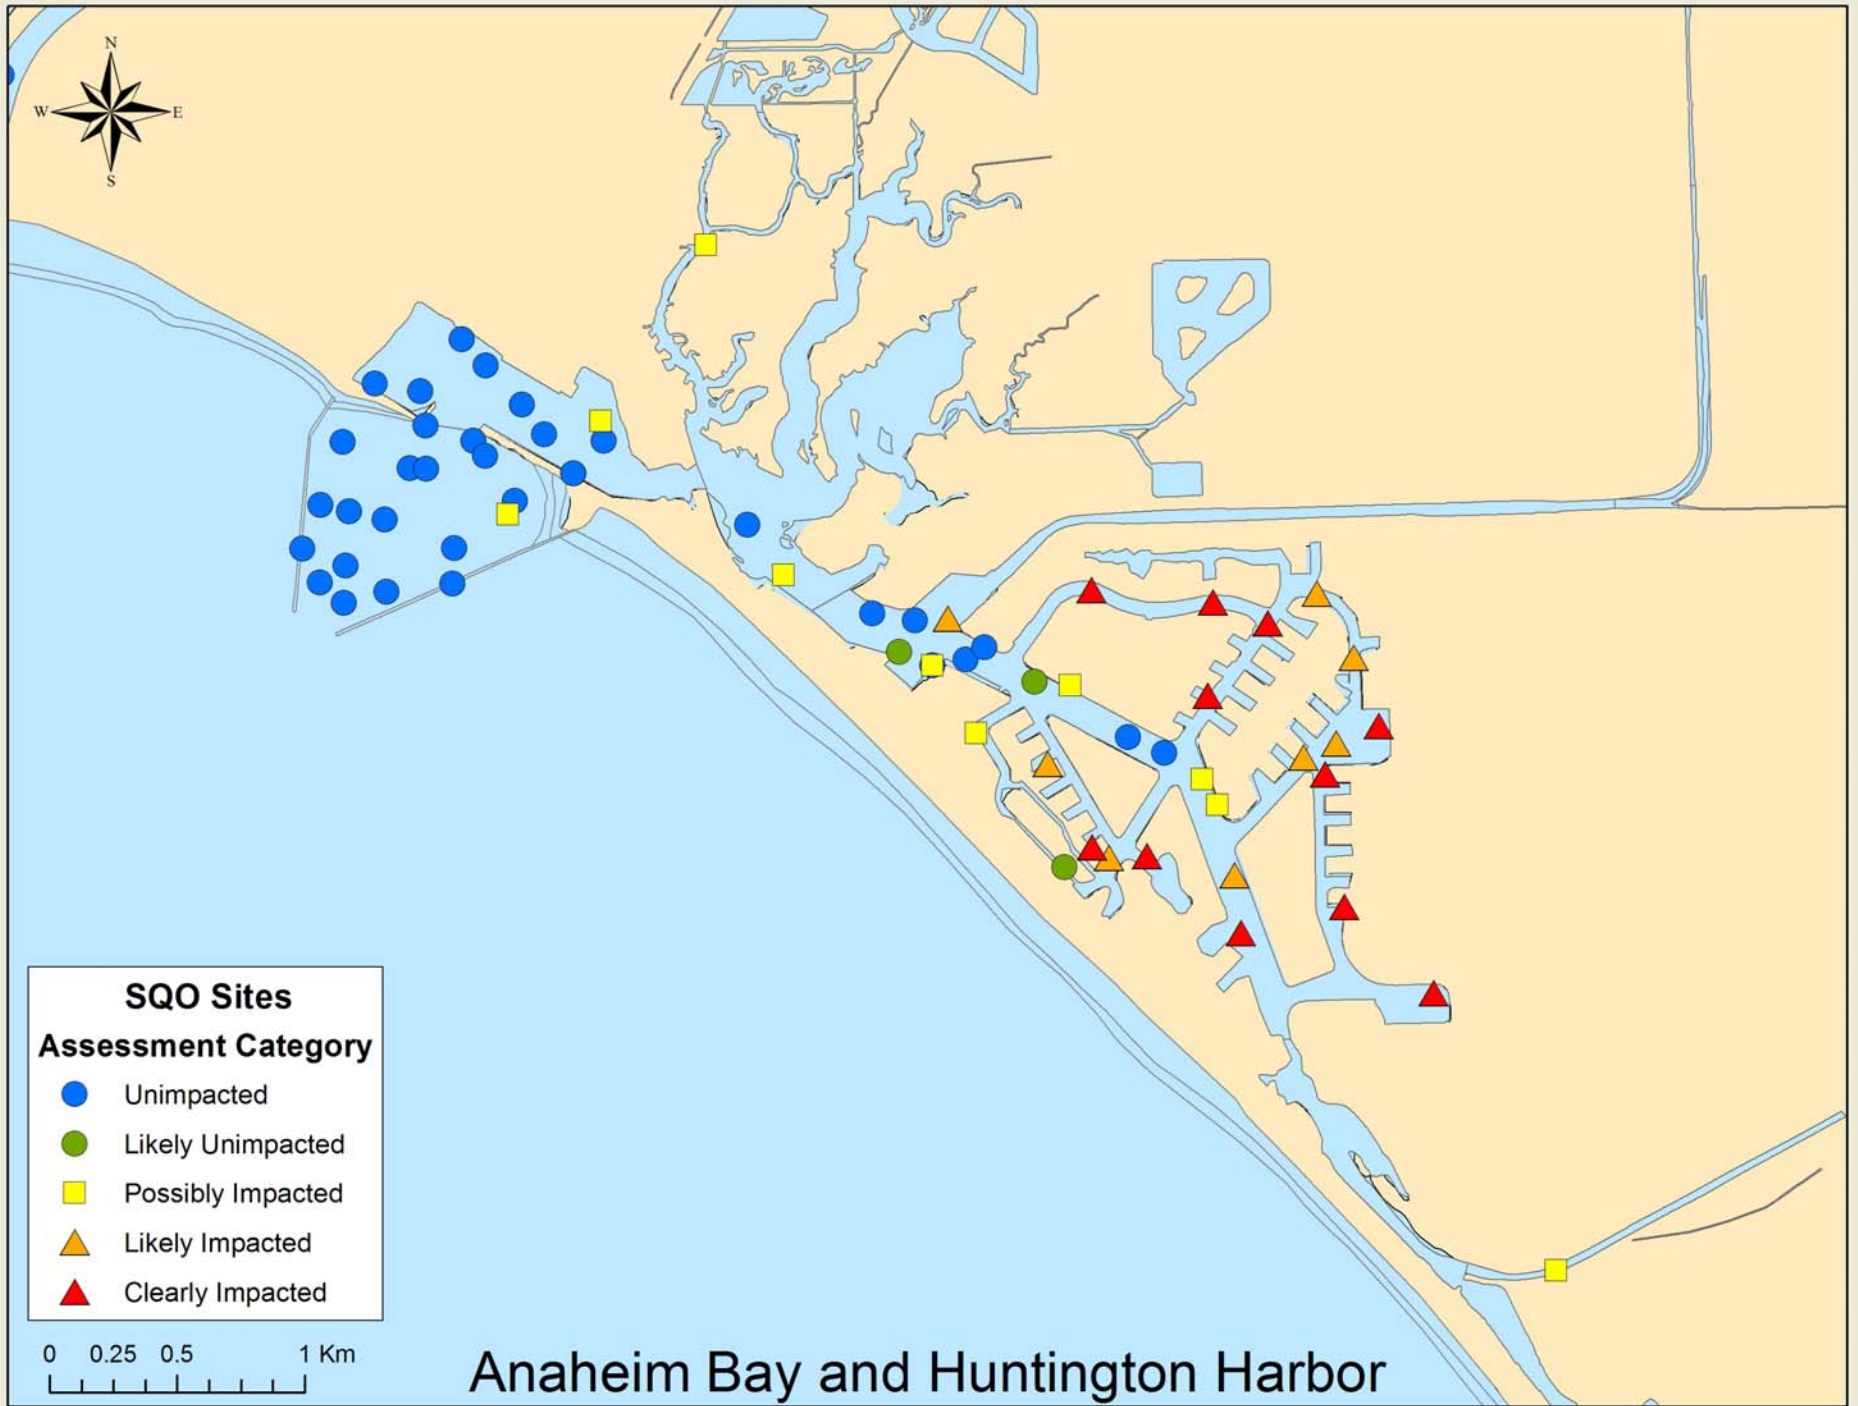 N
W E
S
SQO Sites
Assessment Category
Unimpacted
Likely Unimpacted
Possibly Impacted
Likely Impacted
Clearly Impacted
0 0.25 0.5 1 Km
Anaheim Bay and Huntington Harbor